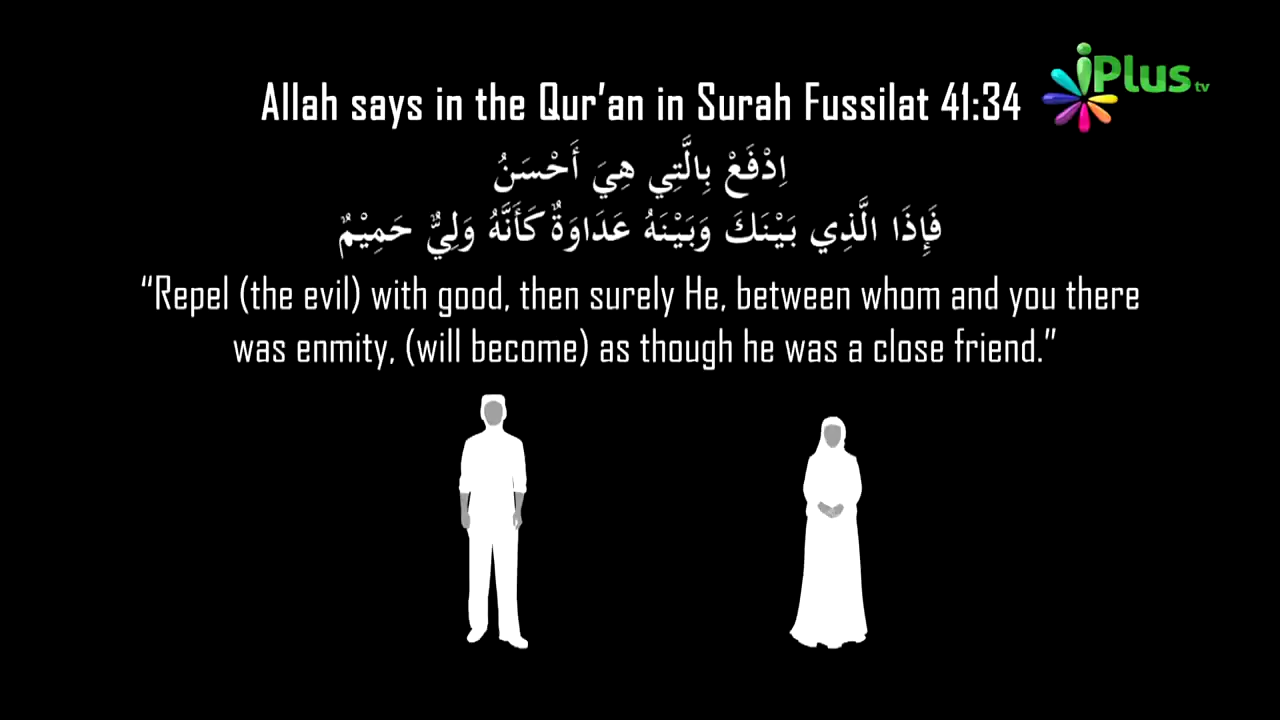 iPlus tv
Allah says in the Qur’an in Surah Fussilat 41:34
اِدْفَعْ بِالَّتِي هِيَ أَحْسَنُ
فَإِذَا الَّذِي بَيْنَكَ وَبَيْنَهُ عَدَاوَةٌ كَأَنَّهُ وَلِيٌّ حَمِيْمٌ
“Repel (the evil) with good, then surely He, between whom and you there
was enmity, (will become) as though he was a close friend.”